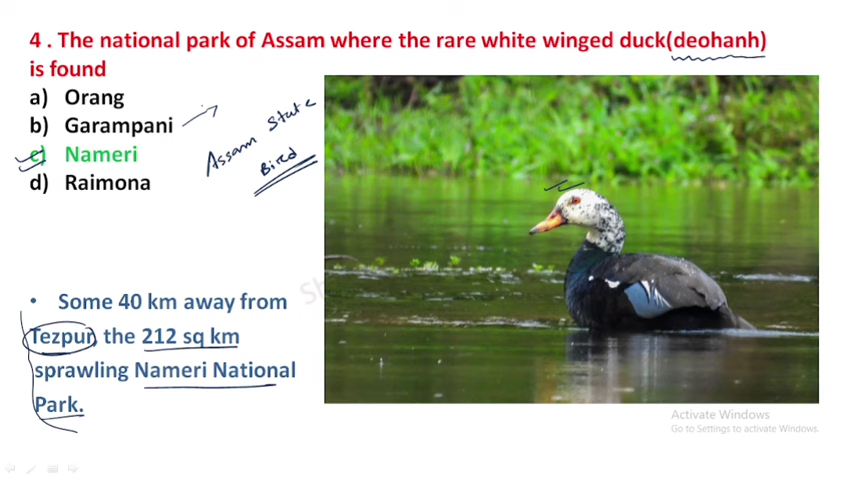 4 . The national park of Assam where the rare white winged duck(deohanh)
is found
a) Orang
b) Garampani
c) Nameri
d) Raimona
Assam State
Bird
• Some 40 km away from
Tezpur, the 212 sq km
sprawling Nameri National
Park.
Activate Windows
Go to Settings to activate Windows.